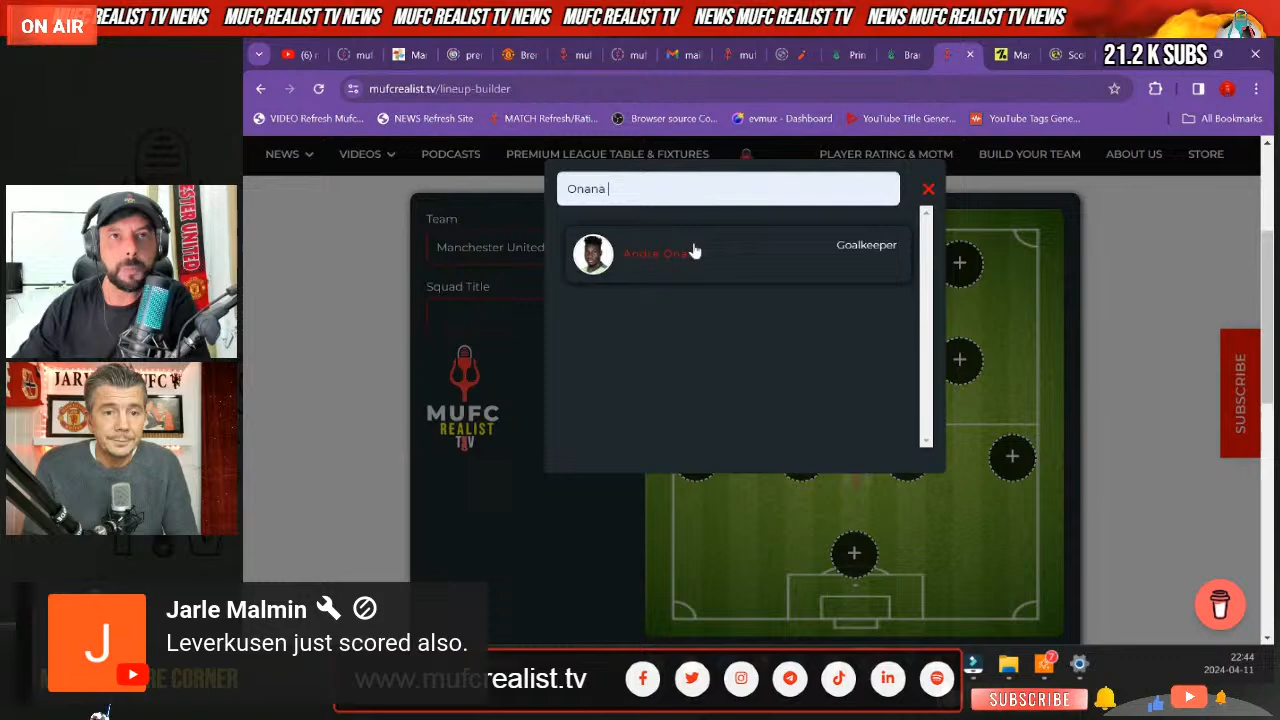 ON AIR
MUFC REALIST TV NEWS MUFC REALIST TV NEWS MUFC REALIST TV NEWS MUFC REALIST TV NEWS MUFC REALIST TV NEWS MUFC REALIST TV NEWS
21.2 K SUBS
mufcrealist.tv/lineup-builder
VIDEO Refresh Mufc... NEWS Refresh Site MATCH Refresh/Rati... Browser source Co... evmux - Dashboard YouTube Title Gener... YouTube Tags Gene... All Bookmarks
NEWS VIDEOS PODCASTS PREMIUM LEAGUE TABLE & FIXTURES PLAYER RATING & MOTM BUILD YOUR TEAM ABOUT US STORE
Onana
Team
Manchester United
Goalkeeper
Squad Title
MUFC
REALIST
TV
SUBSCRIBE
Jarle Malmin
Leverkusen just scored also.
J
www.mufcrealist.tv
7
22:44
2024-04-11
SUBSCRIBE